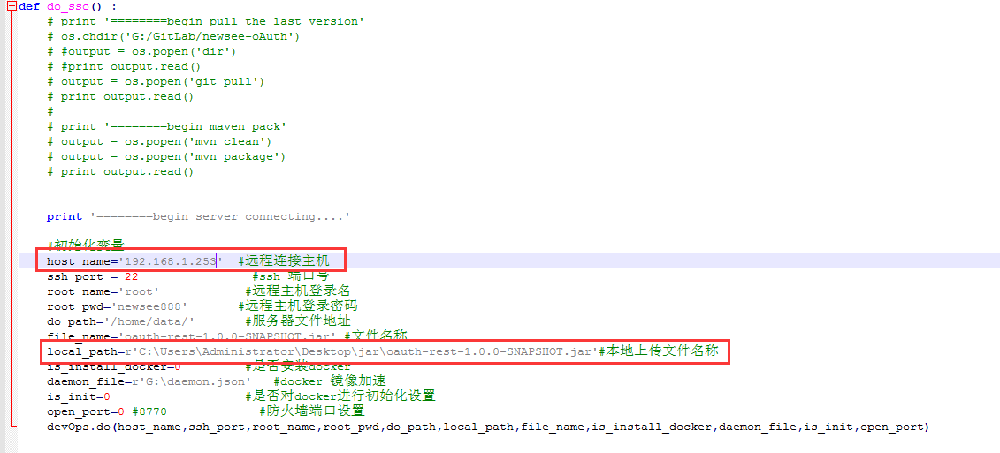 def do_sso() :
# print '========begin pull the last version'
# os.chdir('G:/GitLab/newsee-oAuth')
# #output = os.popen('dir')
# #print output.read()
# output = os.popen('git pull')
# print output.read()
#
# print '========begin maven pack'
# output = os.popen('mvn clean')
# output = os.popen('mvn package')
# print output.read()
print '========begin server connecting....'
#初始化变量
host_name='192.168.1.253' #远程连接主机
ssh_port = 22 #ssh 端口号
root_name='root' #远程主机登录名
root_pwd='newsee888' #远程主机登录密码
do_path='/home/data/' #服务器文件地址
file_name='oauth-rest-1.0.0-SNAPSHOT.jar' #文件名称
local_path=r'C:\Users\Administrator\Desktop\jar\oauth-rest-1.0.0-SNAPSHOT.jar'#本地上传文件名称
is_install_docker=0 #是否安装docker
daemon_file=r'G:\daemon.json' #docker 镜像加速
is_init=0 #是否对docker进行初始化设置
open_port=0 #8770 #防火墙端口设置
devOps.do(host_name,ssh_port,root_name,root_pwd,do_path,local_path,file_name,is_install_docker,daemon_file,is_init,open_port)